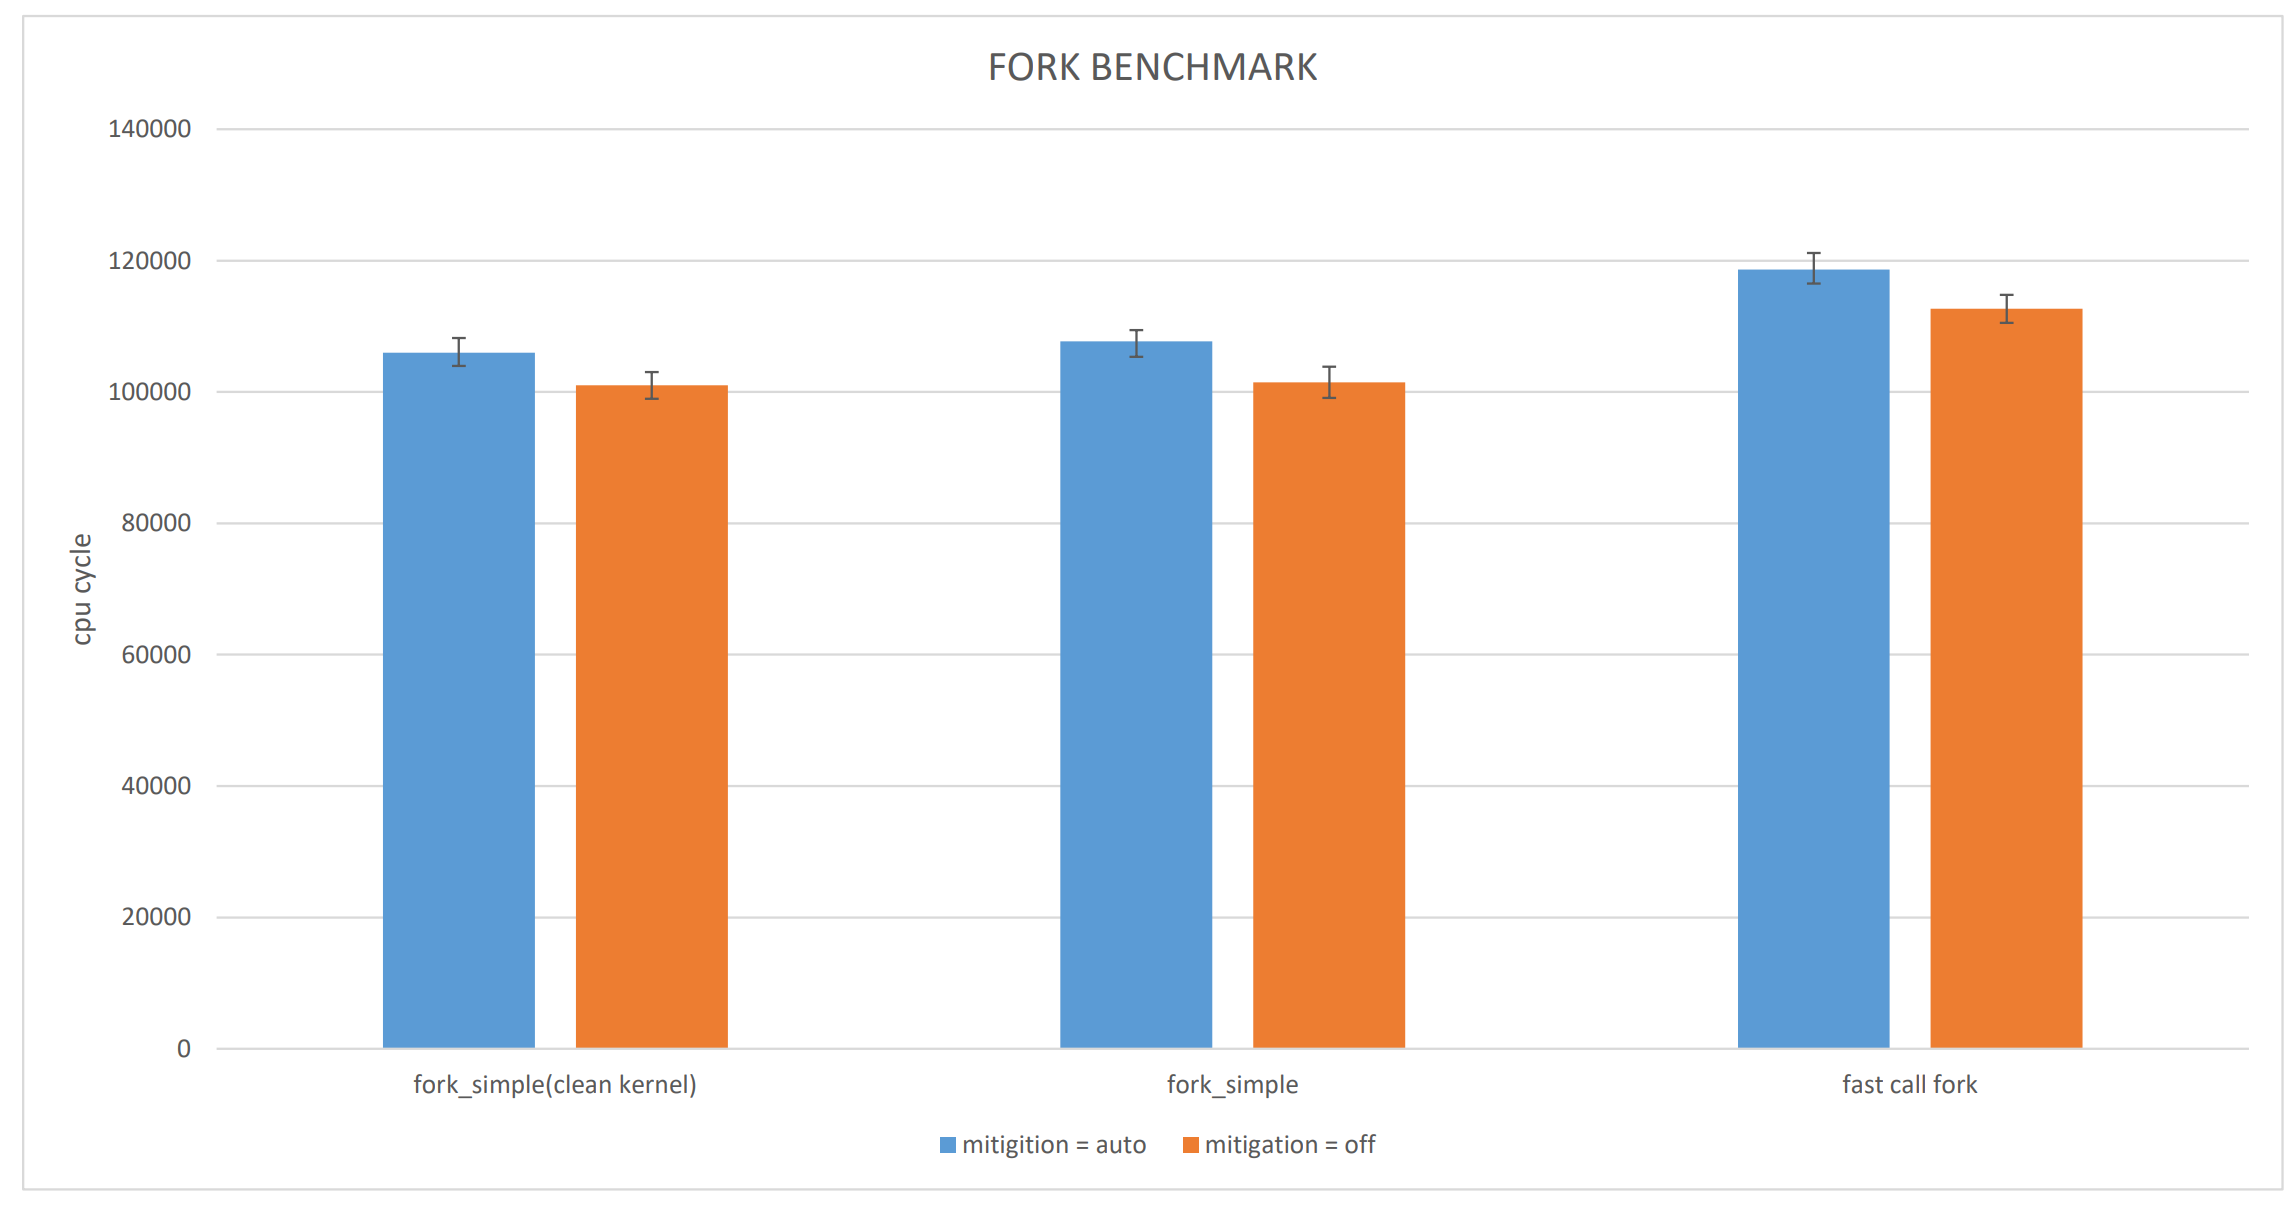 FORK BENCHMARK
140000
120000
100000
80000
60000
40000
20000
0
cpu cycle
fork_simple(clean kernel) fork_simple fast call fork
mitigition = auto mitigation = off